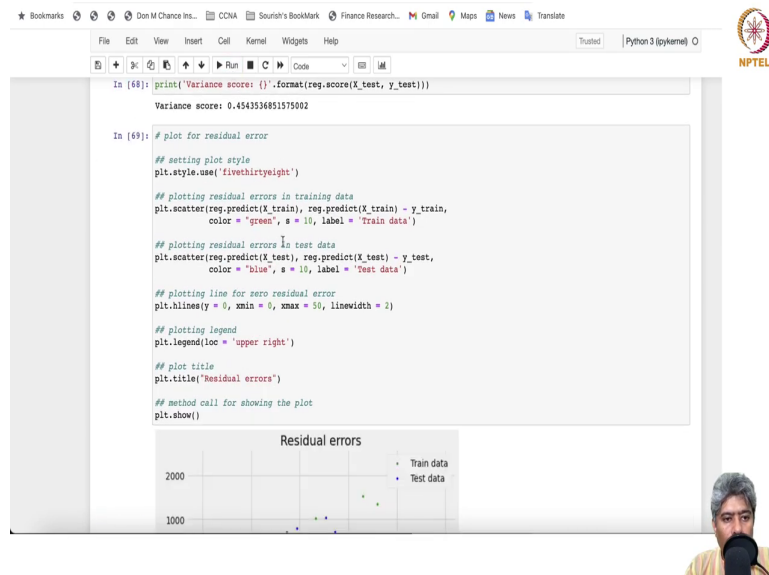 ★ Bookmarks Don M Chance Ins... CCNA Sourish's BookMark Finance Research... Gmail Maps News Translate
File Edit View Insert Cell Kernel Widgets Help Trusted Python 3 (ipykernel)
Run Code
NPTEL
In [68]: print('Variance score: {}'.format(reg.score(X_test, y_test)))
Variance score: 0.4543536851575002
In [69]: # plot for residual error
## setting plot style
plt.style.use('fivethirtyeight')
## plotting residual errors in training data
plt.scatter(reg.predict(X_train), reg.predict(X_train) - y_train,
color = "green", s = 10, label = 'Train data')
## plotting residual errors in test data
plt.scatter(reg.predict(X_test), reg.predict(X_test) - y_test,
color = "blue", s = 10, label = 'Test data')
## plotting line for zero residual error
plt.hlines(y = 0, xmin = 0, xmax = 50, linewidth = 2)
## plotting legend
plt.legend(loc = 'upper right')
## plot title
plt.title("Residual errors")
## method call for showing the plot
plt.show()
Residual errors
Train data
Test data
2000
1000